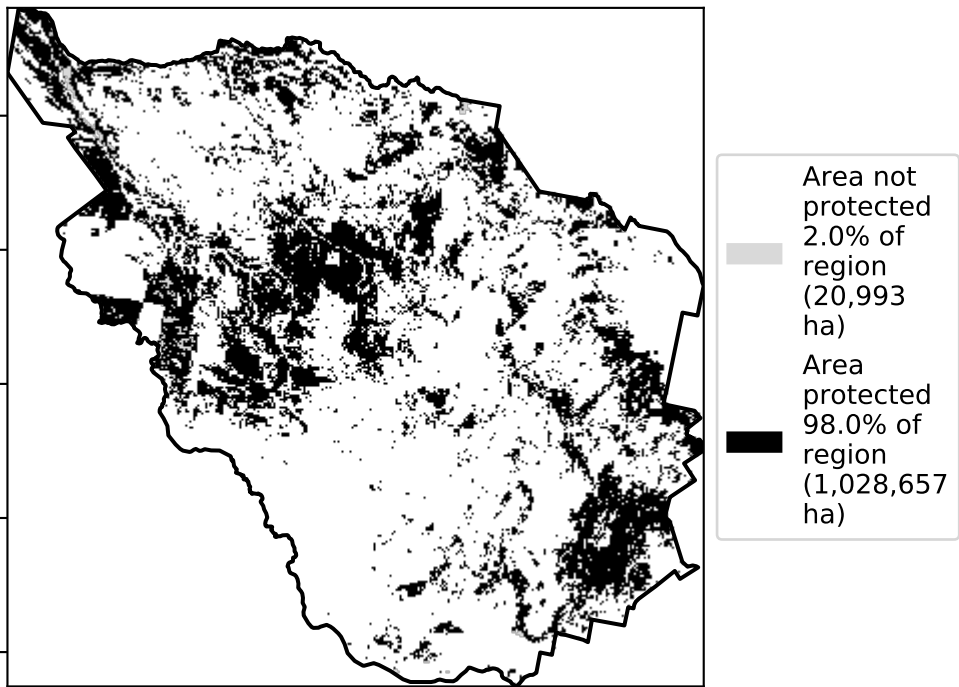 Area not
protected
2.0% of
region
(20,993
ha)
Area
protected
98.0% of
region
(1,028,657
ha)